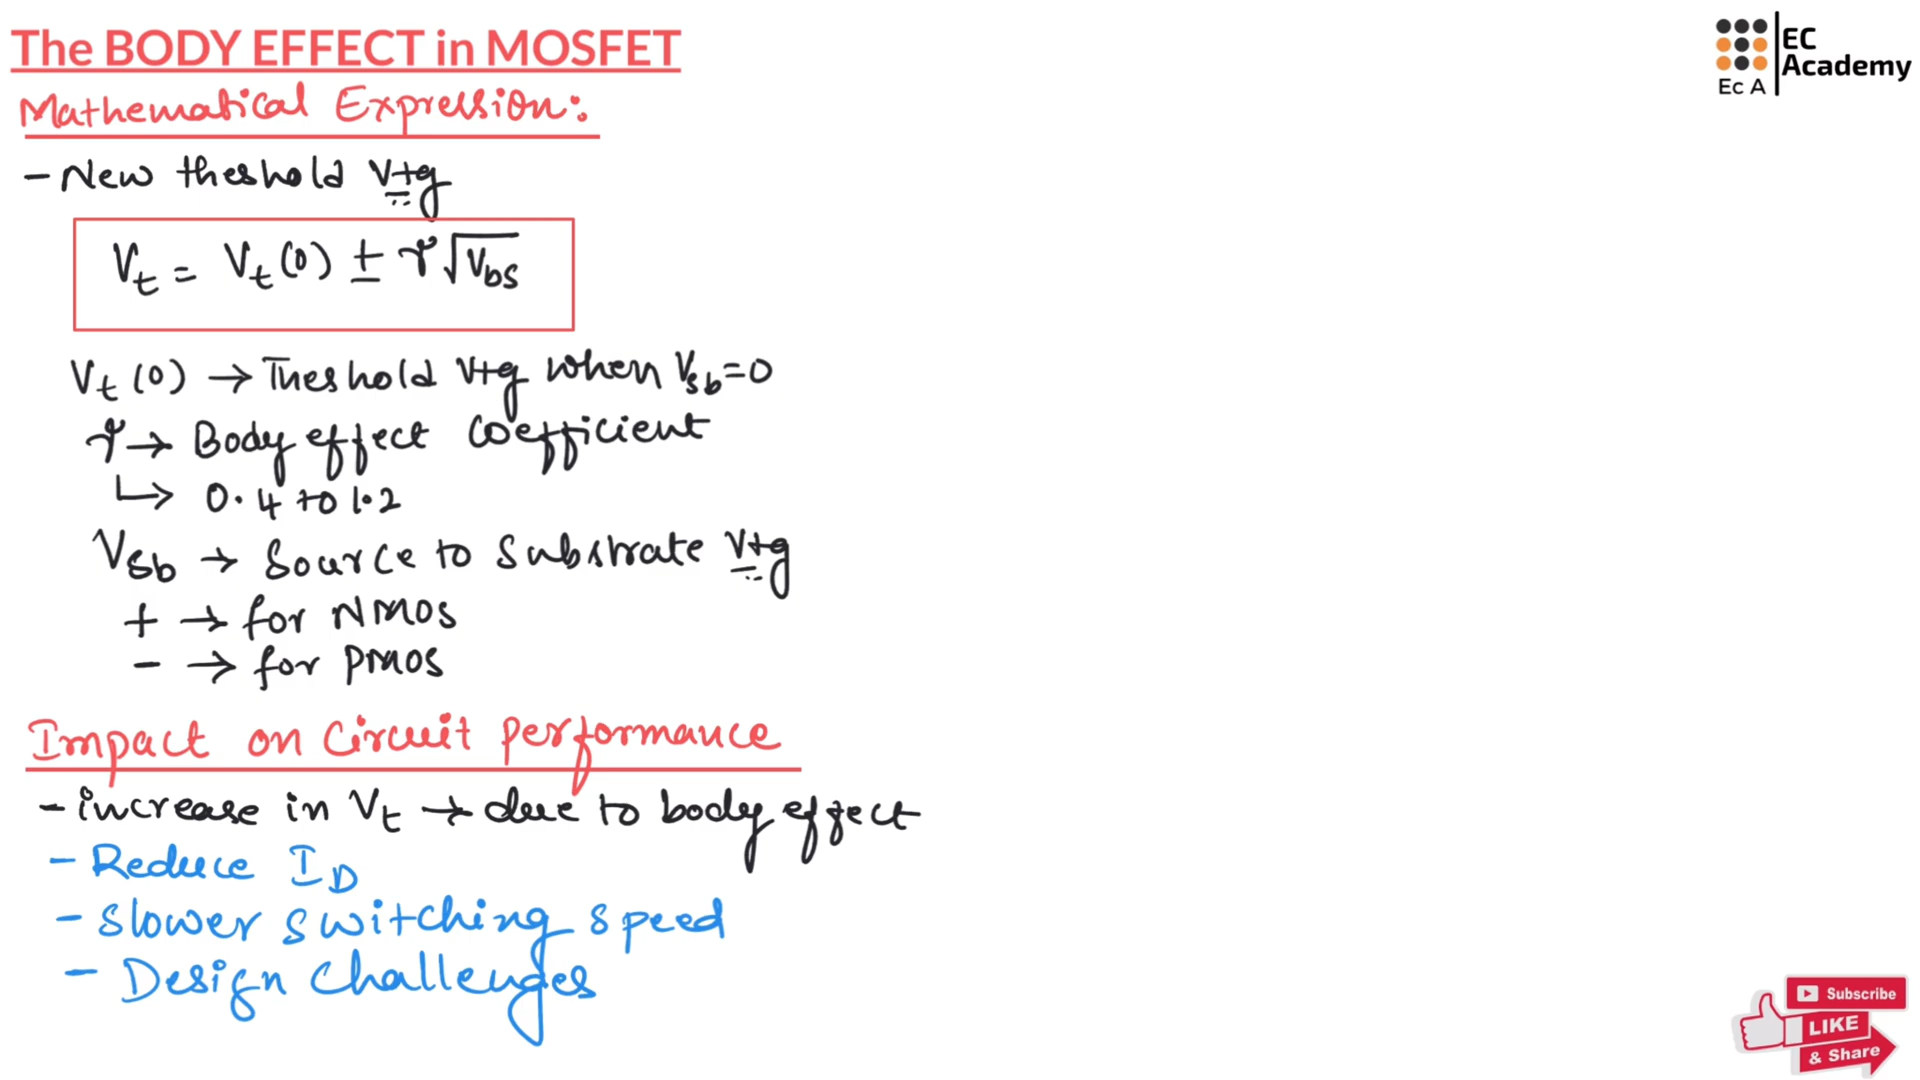 The BODY EFFECT in MOSFET
Mathematical Expression:
- New theshold Vtg
Vt = Vt(0) ± γ√Vbs
Vt(0) → Theshold Vtg when Vsb=0
γ → Body effect coefficient
↳ 0.4 to 1.2
Vsb → Source to substrate Vtg
+ → for NMOS
- → for PMOS
Impact on Circuit performance
- increase in Vt → due to body effect
- Reduce ID
- slower switching speed
- Design challenges
EC
Academy
Ec A
Subscribe
LIKE
& Share